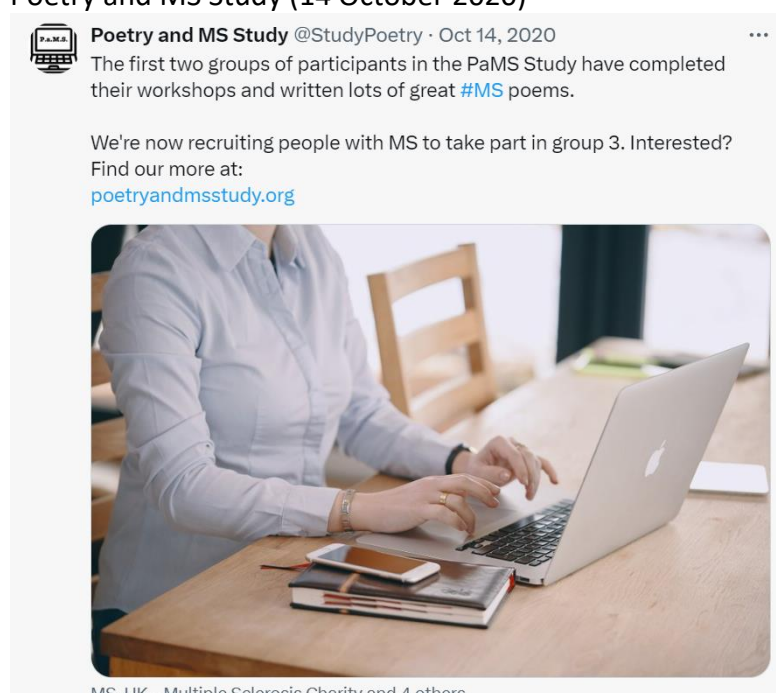 Poetry and MS Study (14 October 2020)
P.a.M.S.
Poetry and MS Study @StudyPoetry · Oct 14, 2020
The first two groups of participants in the PaMS Study have completed
their workshops and written lots of great #MS poems.
We're now recruiting people with MS to take part in group 3. Interested?
Find our more at:
poetryandmsstudy.org
MS-UK - Multiple Sclerosis Charity and 4 others